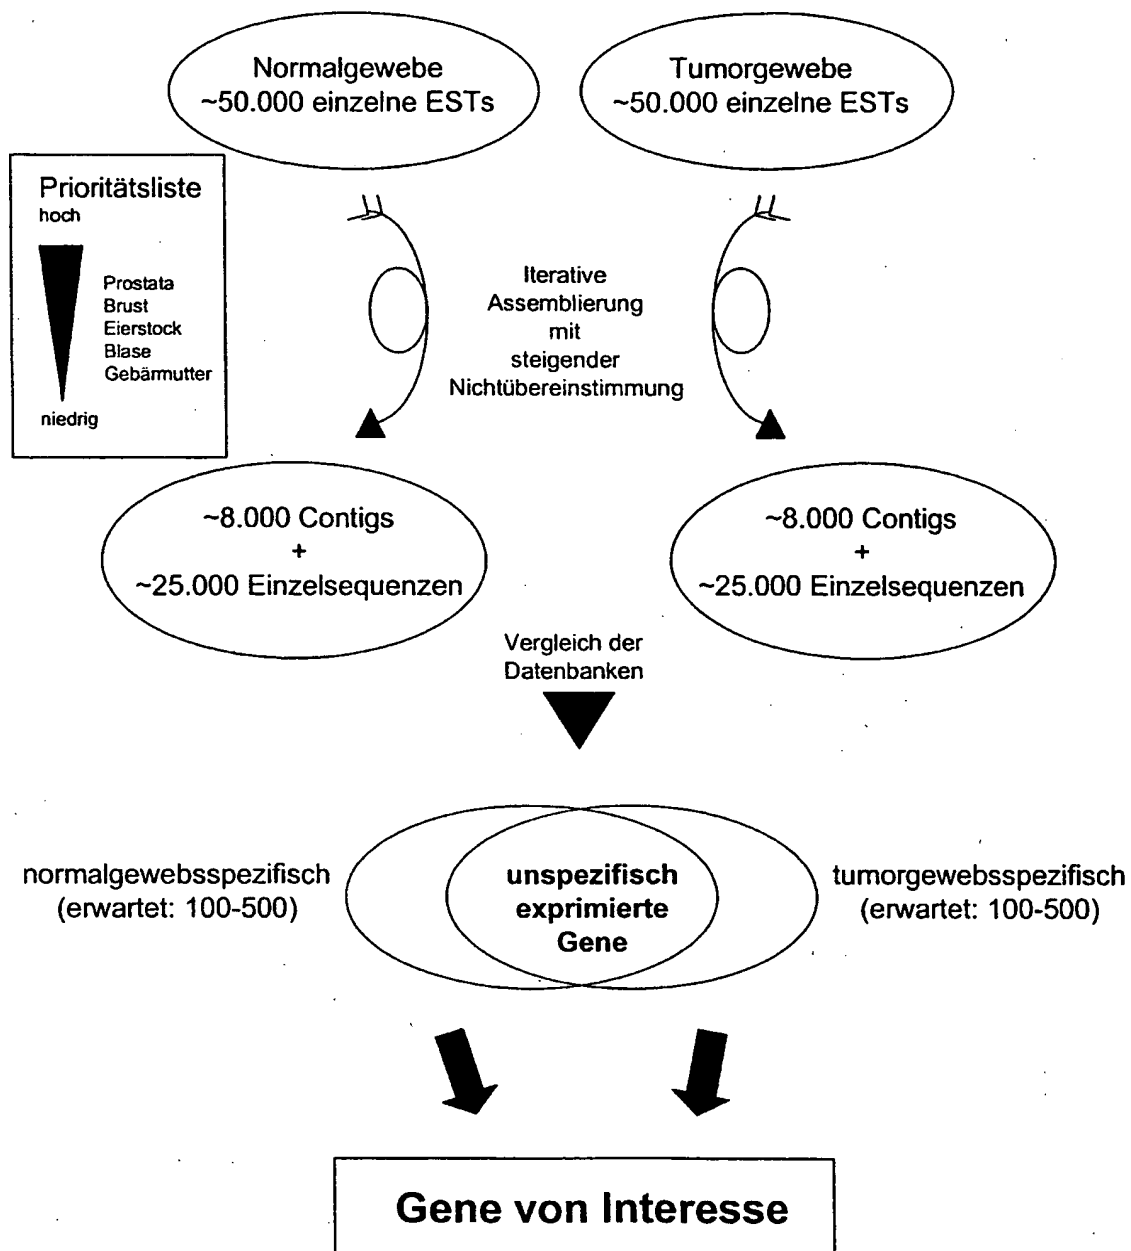 Normalgewebe
~50.000 einzelne ESTs
Tumorgewebe
~50.000 einzelne ESTs
Prioritätsliste
hoch
Prostata
Brust
Eierstock
Blase
Gebärmutter
niedrig
Iterative
Assemblierung
mit
steigender
Nichtübereinstimmung
~8.000 Contigs
+
~25.000 Einzelsequenzen
~8.000 Contigs
+
~25.000 Einzelsequenzen
Vergleich der
Datenbanken
normalgewebsspezifisch
(erwartet: 100-500)
unspezifisch
exprimierte
Gene
tumorgewebsspezifisch
(erwartet: 100-500)
Gene von Interesse